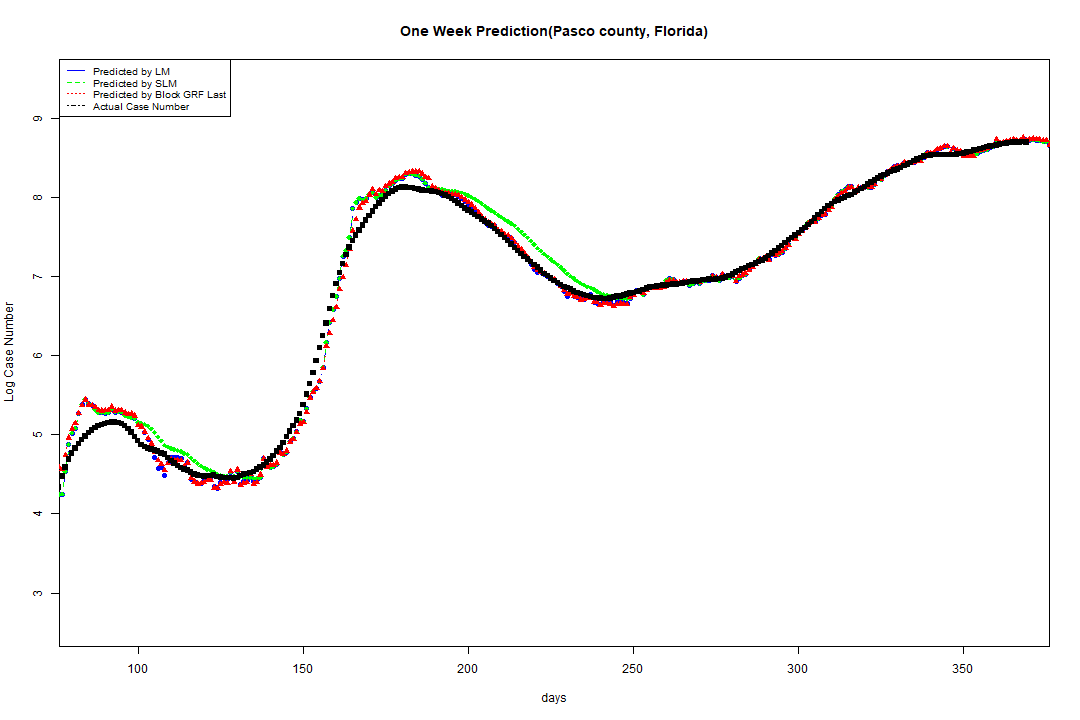 One Week Prediction(Pasco county, Florida)
Predicted by LM
Predicted by SLM
Predicted by Block GRF Last
Actual Case Number
9
8
7
6
5
4
3
Log Case Number
100 150 200 250 300 350
days